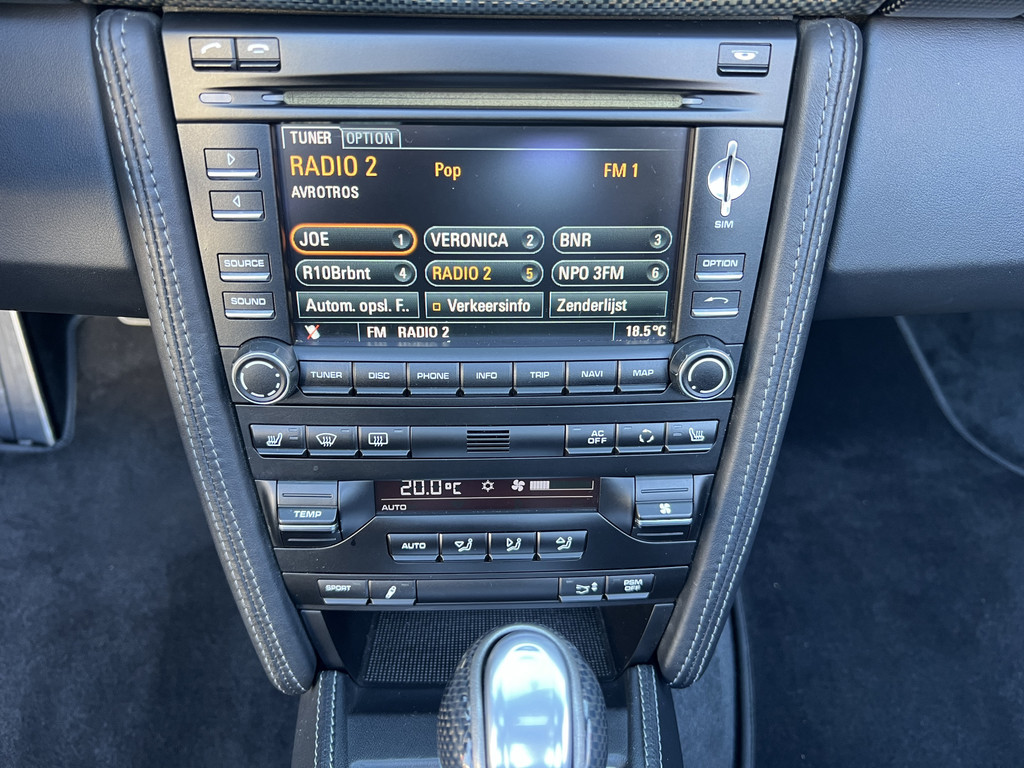 TUNER OPTION
RADIO 2 Pop FM 1
AVROTROS
SIM
JOE 1 VERONICA 2 BNR 3
SOURCE R10Brbnt 4 RADIO 2 5 NPO 3FM 6 OPTION
SOUND Autom. opsl. F.. Verkeersinfo Zenderlijst
FM RADIO 2 18.5°C
TUNER DISC PHONE INFO TRIP NAVI MAP
AC OFF
20.0°C
AUTO
TEMP
AUTO
SPORT PSM OFF